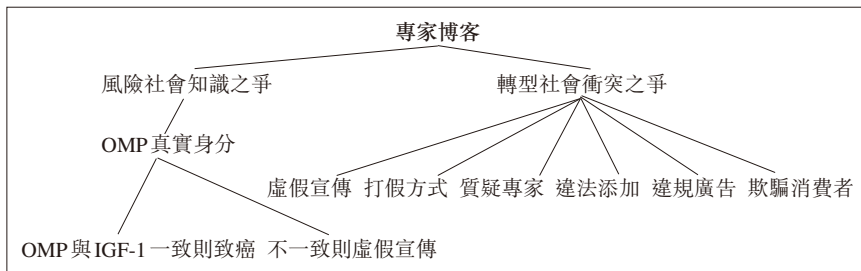 專家博客
風險社會知識之爭 轉型社會衝突之爭
OMP真實身分
虛假宣傳 打假方式 質疑專家 違法添加 違規廣告 欺騙消費者
OMP與IGF-1一致則致癌 不一致則虛假宣傳